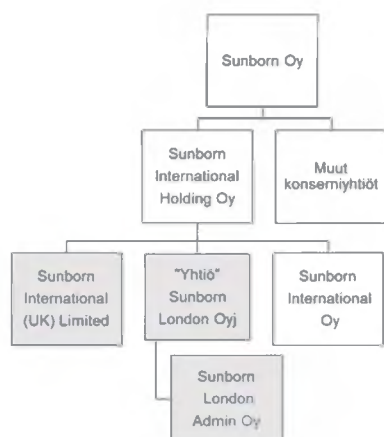 Sunborn Oy
Sunborn
International
Holding Oy
Muut
konserniyhtiöt
Sunborn
International
(UK) Limited
"Yhtiö"
Sunborn
London Oyj
Sunborn
International
Oy
Sunborn
London
Admin Oy